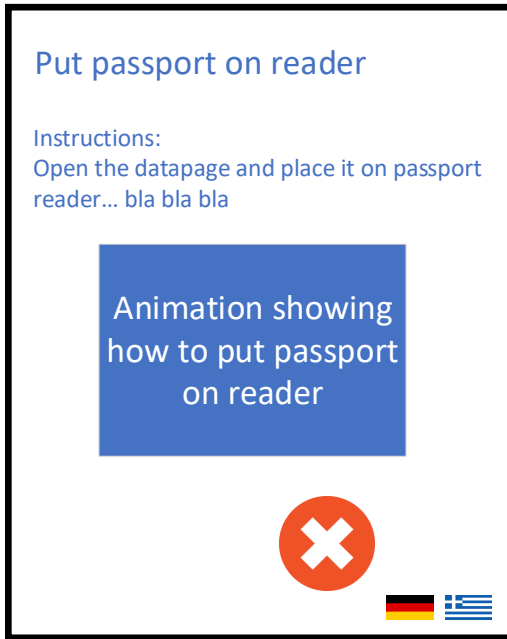 Put passport on reader
Instructions:
Open the datapage and place it on passport
reader... bla bla bla
Animation showing
how to put passport
on reader